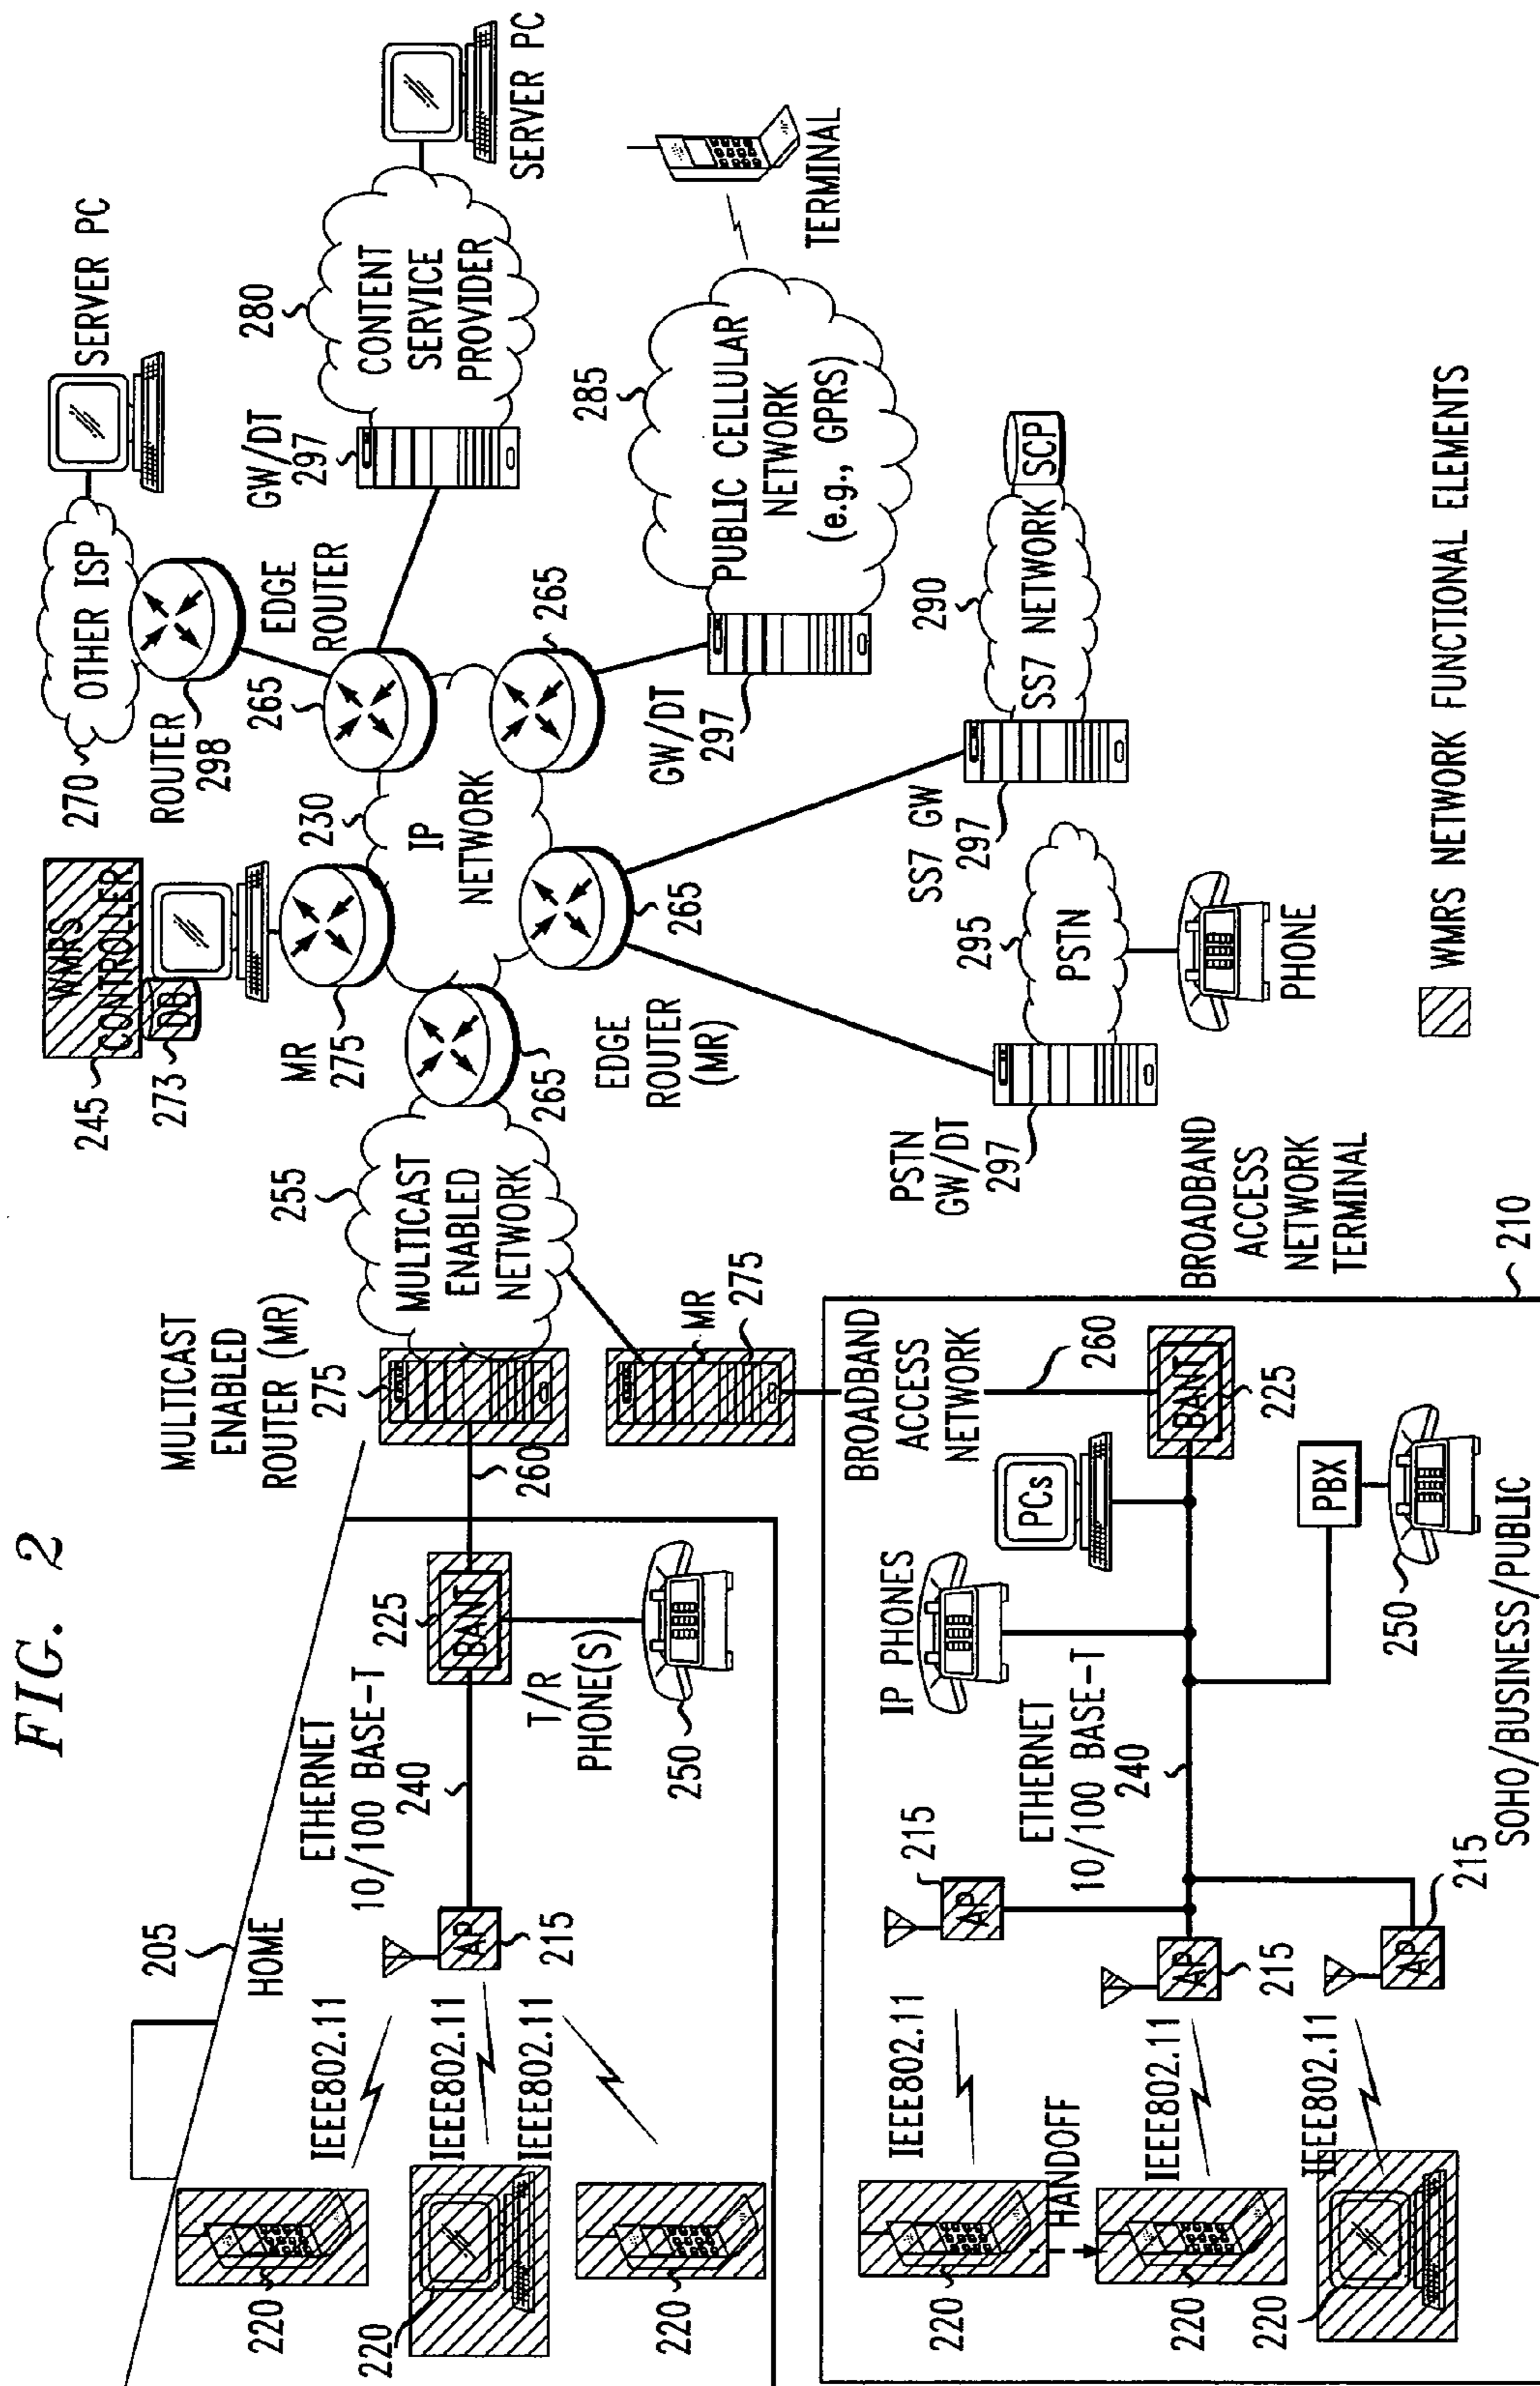 FIG. 2
205
HOME
IEEE802.11
IEEE802.11
IEEE802.11
220
220
220
AP
215
ETHERNET
10/100 BASE-T
240
225
BANT
T/R
PHONE(S)
250
260
MULTICAST
ENABLED
ROUTER (MR)
275
MR
275
255
MULTICAST
ENABLED
NETWORK
265
EDGE
ROUTER
(MR)
245
WMRS
CONTROLLER
273
DB
MR
275
230
IP
NETWORK
265
270
OTHER ISP
SERVER PC
ROUTER
298
265
EDGE
ROUTER
265
GW/DT
297
280
CONTENT
SERVICE
PROVIDER
SERVER PC
GW/DT
297
285
PUBLIC CELLULAR
NETWORK
(e.g., GPRS)
TERMINAL
SS7 GW
297
290
SS7 NETWORK
SCP
PSTN
GW/DT
297
295
PSTN
PHONE
BROADBAND
ACCESS
NETWORK
TERMINAL
210
BROADBAND
ACCESS
NETWORK
260
BANT
225
PCs
IP PHONES
ETHERNET
10/100 BASE-T
240
PBX
250
215
AP
AP
215
AP
215
IEEE802.11
HANDOFF
IEEE802.11
IEEE802.11
220
220
220
SOHO/BUSINESS/PUBLIC
WMRS NETWORK FUNCTIONAL ELEMENTS